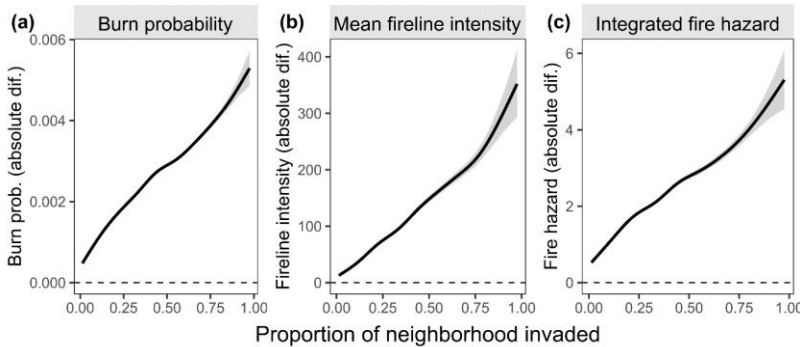 (a) Burn probability
(b) Mean fireline intensity
(c) Integrated fire hazard
Burn prob. (absolute dif.)
0.006
0.004
0.002
0.000
0.00 0.25 0.50 0.75 1.00
Fireline intensity (absolute dif.)
400
300
200
100
0
0.00 0.25 0.50 0.75 1.00
Fire hazard (absolute dif.)
6
4
2
0
0.00 0.25 0.50 0.75 1.00
Proportion of neighborhood invaded